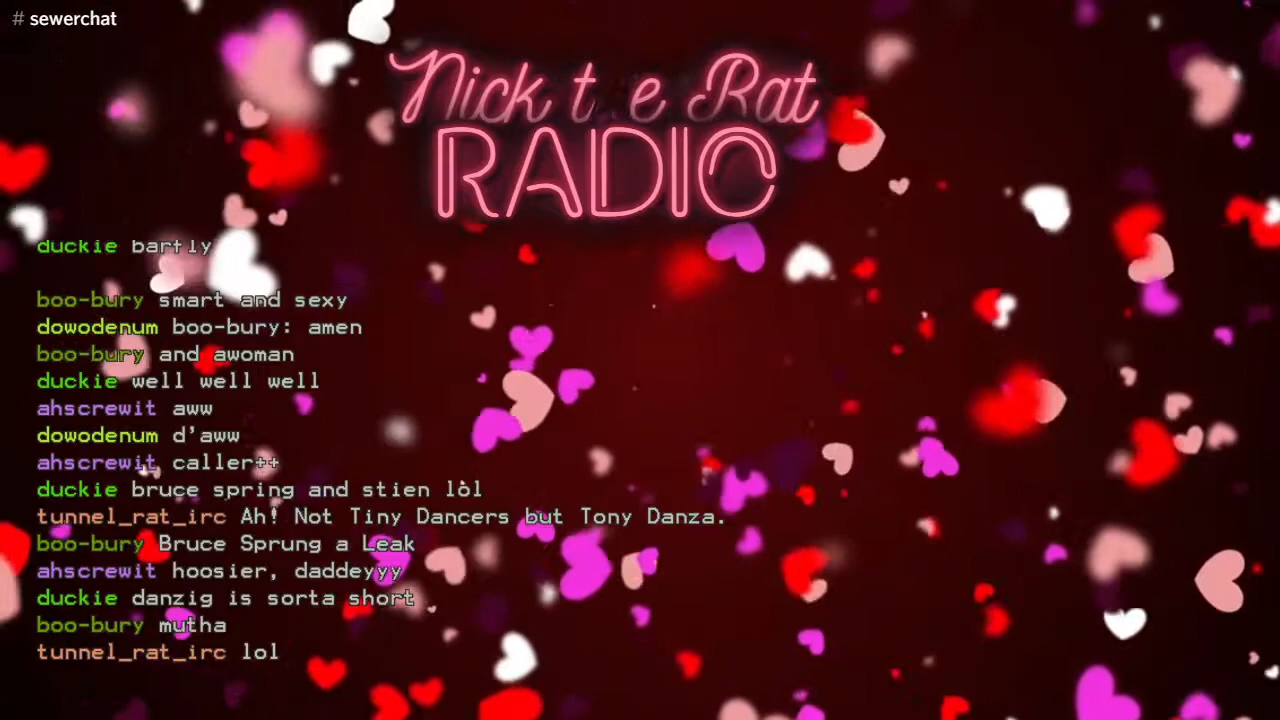 # sewerchat
Nick t e Rat
RADIO
duckie bartly
boo-bury smart and sexy
dowodenum boo-bury: amen
boo-bury and awoman
duckie well well well
ahscrewit aww
dowodenum d'aww
ahscrewit caller++
duckie bruce spring and stien lol
tunnel_rat_irc Ah! Not Tiny Dancers but Tony Danza.
boo-bury Bruce Sprung a Leak
ahscrewit hoosier, daddeyyy
duckie danzig is sorta short
boo-bury mutha
tunnel_rat_irc lol